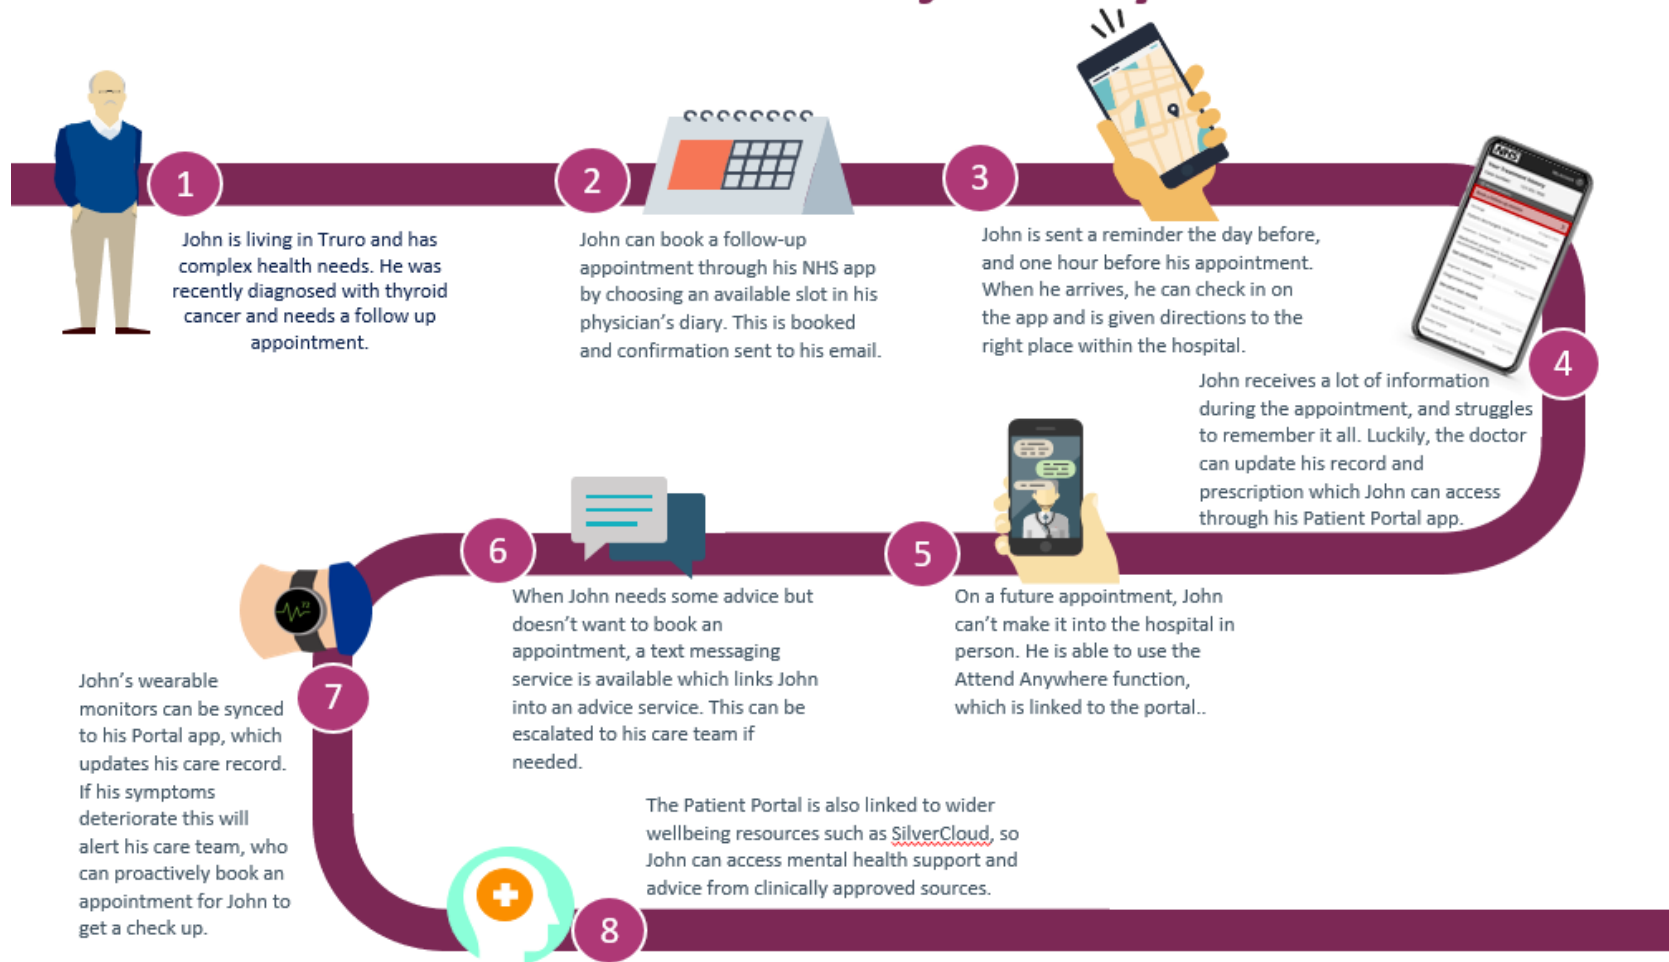 1
John is living in Truro and has
complex health needs. He was
recently diagnosed with thyroid
cancer and needs a follow up
appointment.
2
John can book a follow-up
appointment through his NHS app
by choosing an available slot in his
physician's diary. This is booked
and confirmation sent to his email.
3
John is sent a reminder the day before,
and one hour before his appointment.
When he arrives, he can check in on
the app and is given directions to the
right place within the hospital.
NHS
4
John receives a lot of information
during the appointment, and struggles
to remember it all. Luckily, the doctor
can update his record and
prescription which John can access
through his Patient Portal app.
5
On a future appointment, John
can't make it into the hospital in
person. He is able to use the
Attend Anywhere function,
which is linked to the portal..
6
When John needs some advice but
doesn't want to book an
appointment, a text messaging
service is available which links John
into an advice service. This can be
escalated to his care team if
needed.
72
7
John's wearable
monitors can be synced
to his Portal app, which
updates his care record.
If his symptoms
deteriorate this will
alert his care team, who
can proactively book an
appointment for John to
get a check up.
8
The Patient Portal is also linked to wider
wellbeing resources such as SilverCloud, so
John can access mental health support and
advice from clinically approved sources.